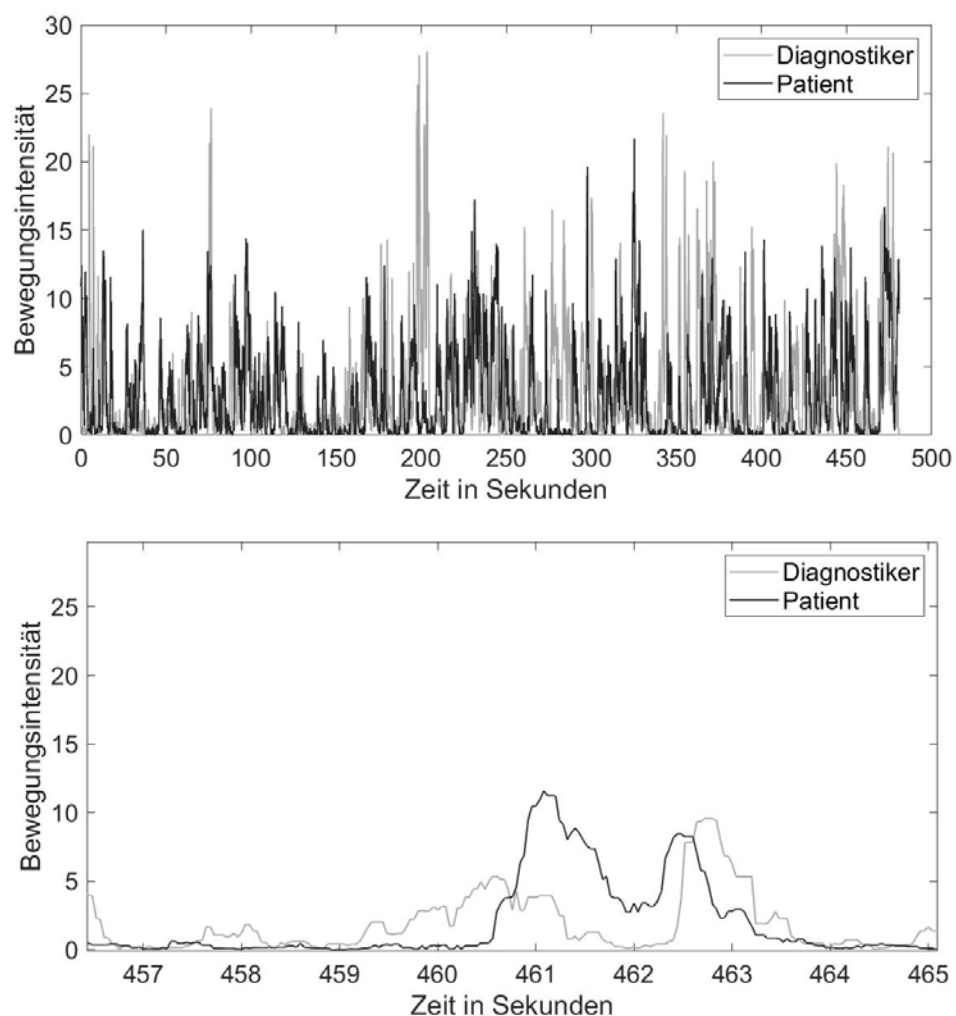 30
25
20
15
10
5
0
Bewegungsintensität
Diagnostiker
Patient
0 50 100 150 200 250 300 350 400 450 500
Zeit in Sekunden
25
20
15
10
5
0
Bewegungsintensität
Diagnostiker
Patient
457 458 459 460 461 462 463 464 465
Zeit in Sekunden